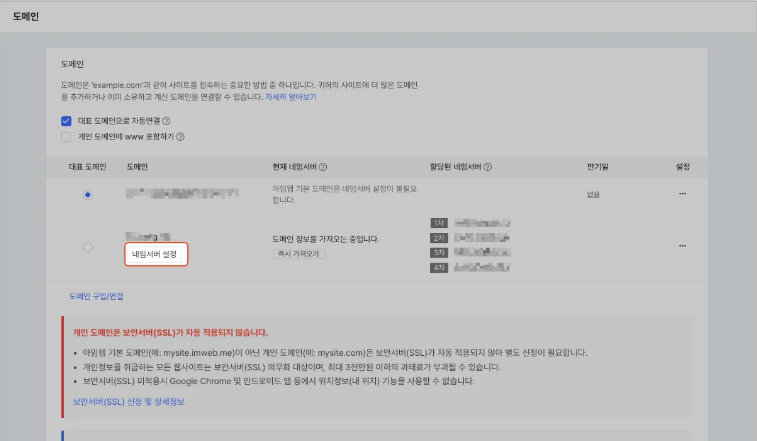 도메인
도메인
도메인은 'example.com'과 같이 사이트를 접속하는 중요한 방법 중 하나입니다. 귀하의 사이트에 더 많은 도메인
을 추가하거나 이미 소유하고 계신 도메인을 연결할 수 있습니다. 자세히 알아보기
대표 도메인으로 자동연결 ?
개인 도메인에 www 포함하기 ?
대표 도메인 도메인 현재 네임서버 ? 할당된 네임서버 ? 만기일 설정
아임웹 기본 도메인은 네임서버 설정이 불필요
합니다.
없음
···
1차
2차
3차
4차
네임서버 설정
도메인 정보를 가져오는 중입니다.
즉시 가져오기
···
도메인 구입/연결
개인 도메인은 보안서버(SSL)가 자동 적용되지 않습니다.
• 아임웹 기본 도메인(예: mysite.imweb.me)이 아닌 개인 도메인(예: mysite.com)은 보안서버(SSL)가 자동 적용되지 않아 별도 신청이 필요합니다.
• 개인정보를 취급하는 모든 웹사이트는 보안서버(SSL) 의무화 대상이며, 최대 3천만원 이하의 과태료가 부과될 수 있습니다.
• 보안서버(SSL) 미적용시 Google Chrome 및 안드로이드 앱 등에서 위치정보(내 위치) 기능을 사용할 수 없습니다.
보안서버(SSL) 신청 및 상세정보